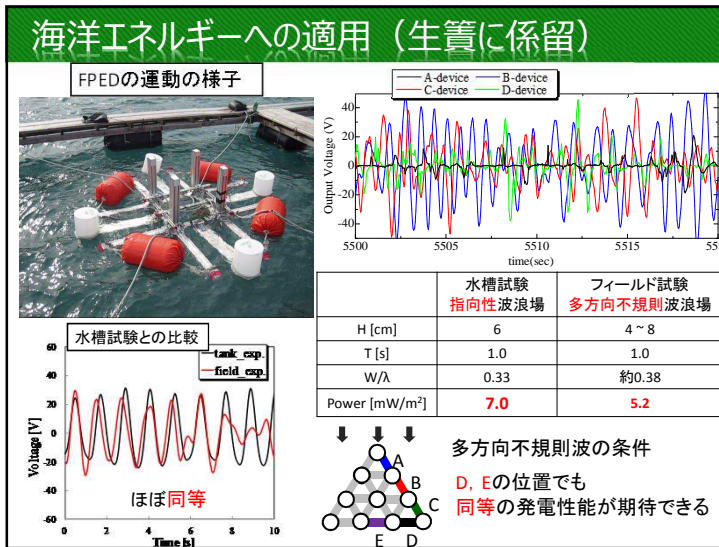 海洋エネルギーへの適用（生簀に係留）
FPEDの運動の様子
A-device B-device
C-device D-device
Output Voltage (V)
40
20
0
-20
-40
5500 5505 5510 5515
time(sec)
水槽試験 フィールド試験
指向性波浪場 多方向不規則波浪場
H [cm] 6 4 ~ 8
T [s] 1.0 1.0
W/λ 0.33 約0.38
Power [mW/m²] 7.0 5.2
水槽試験との比較
tank_exp.
field_exp.
Voltage [V]
60
40
20
0
-20
-40
-60
ほぼ同等
0 2 4 6 8 10
Time [s]
A
B
C
E D
多方向不規則波の条件
D, Eの位置でも
同等の発電性能が期待できる